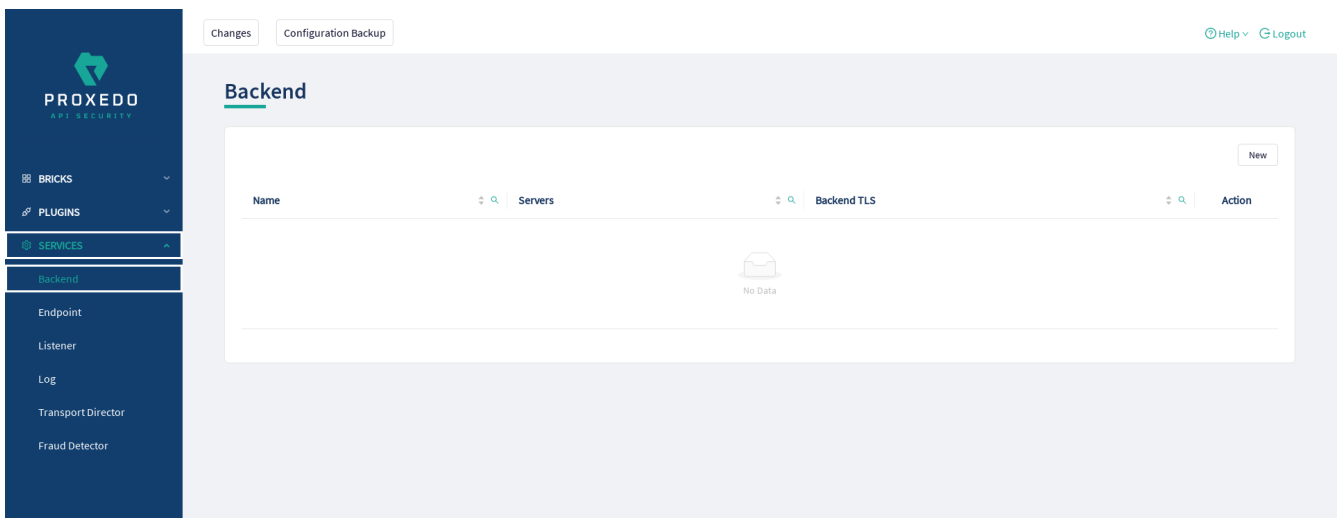 Changes
Configuration Backup
Help
Logout
PROXEDO
API SECURITY
Backend
New
BRICKS
PLUGINS
SERVICES
Backend
Endpoint
Listener
Log
Transport Director
Fraud Detector
Name
Servers
Backend TLS
Action
No Data